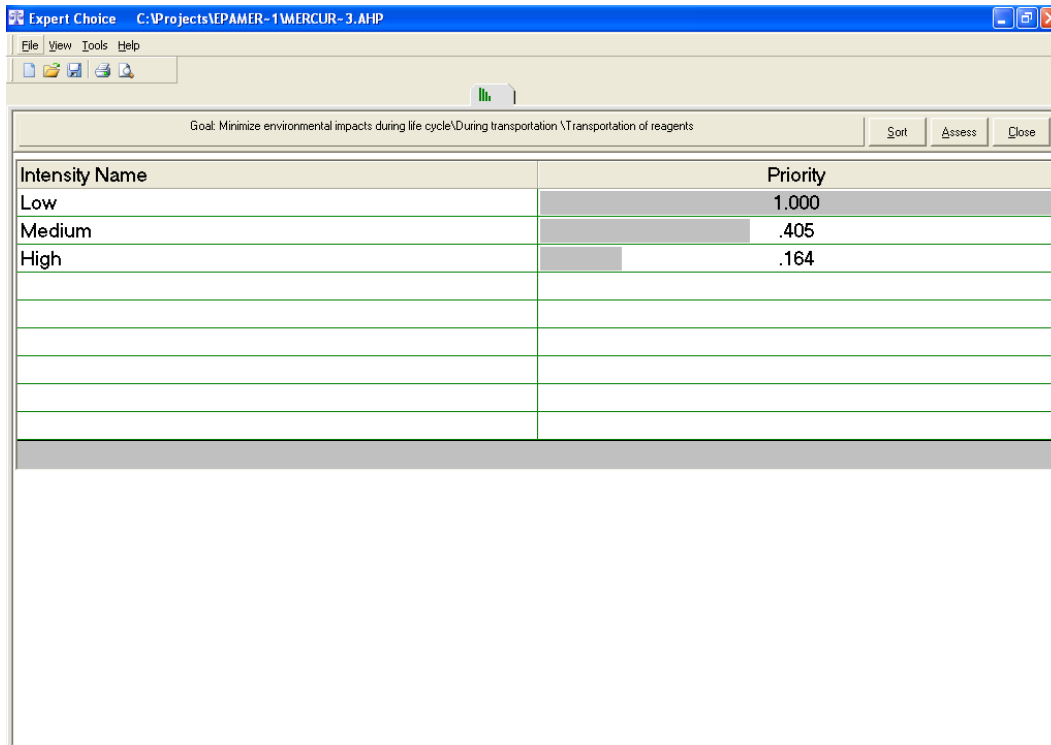 Expert Choice C:\Projects\EPAMER~1\MERCUR~3.AHP
File View Tools Help
Goal: Minimize environmental impacts during life cycle\During transportation \Transportation of reagents Sort Assess Close
Intensity Name Priority
Low 1.000
Medium .405
High .164